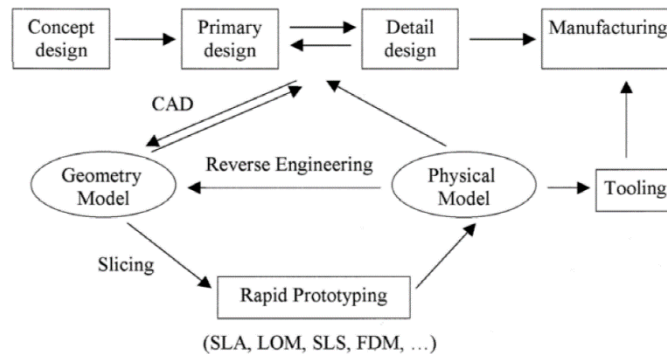 Concept
design
Primary
design
Detail
design
Manufacturing
CAD
Geometry
Model
Reverse Engineering
Physical
Model
Tooling
Slicing
Rapid Prototyping
(SLA, LOM, SLS, FDM, ...)